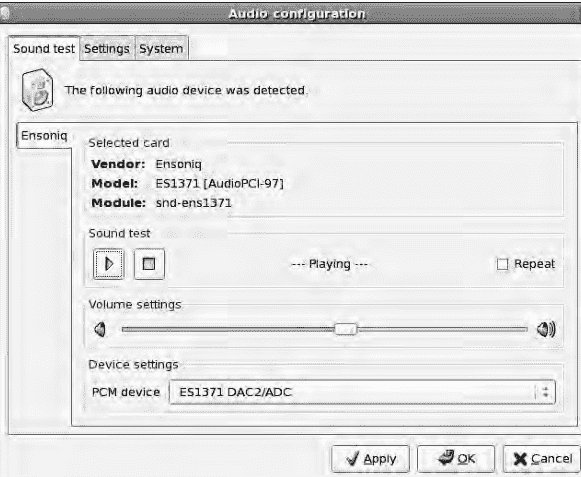 Audio configuration
Sound test Settings System
The following audio device was detected.
Ensoniq
Selected card
Vendor: Ensoniq
Model: ES1371 [AudioPCI-97]
Module: snd-ens1371
Sound test
--- Playing --- Repeat
Volume settings
Device settings
PCM device ES1371 DAC2/ADC
Apply OK Cancel